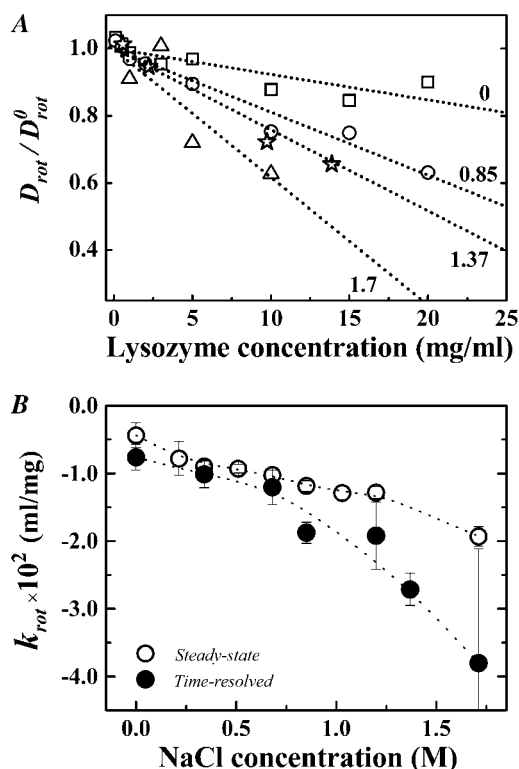 A
1.0
0.8
0.6
0.4
D_rot / D^0_rot
0
0.85
1.37
1.7
0 5 10 15 20 25
Lysozyme concentration (mg/ml)
B
0.0
-1.0
-2.0
-3.0
-4.0
k_rot ×10² (ml/mg)
Steady-state
Time-resolved
0.0 0.5 1.0 1.5
NaCl concentration (M)